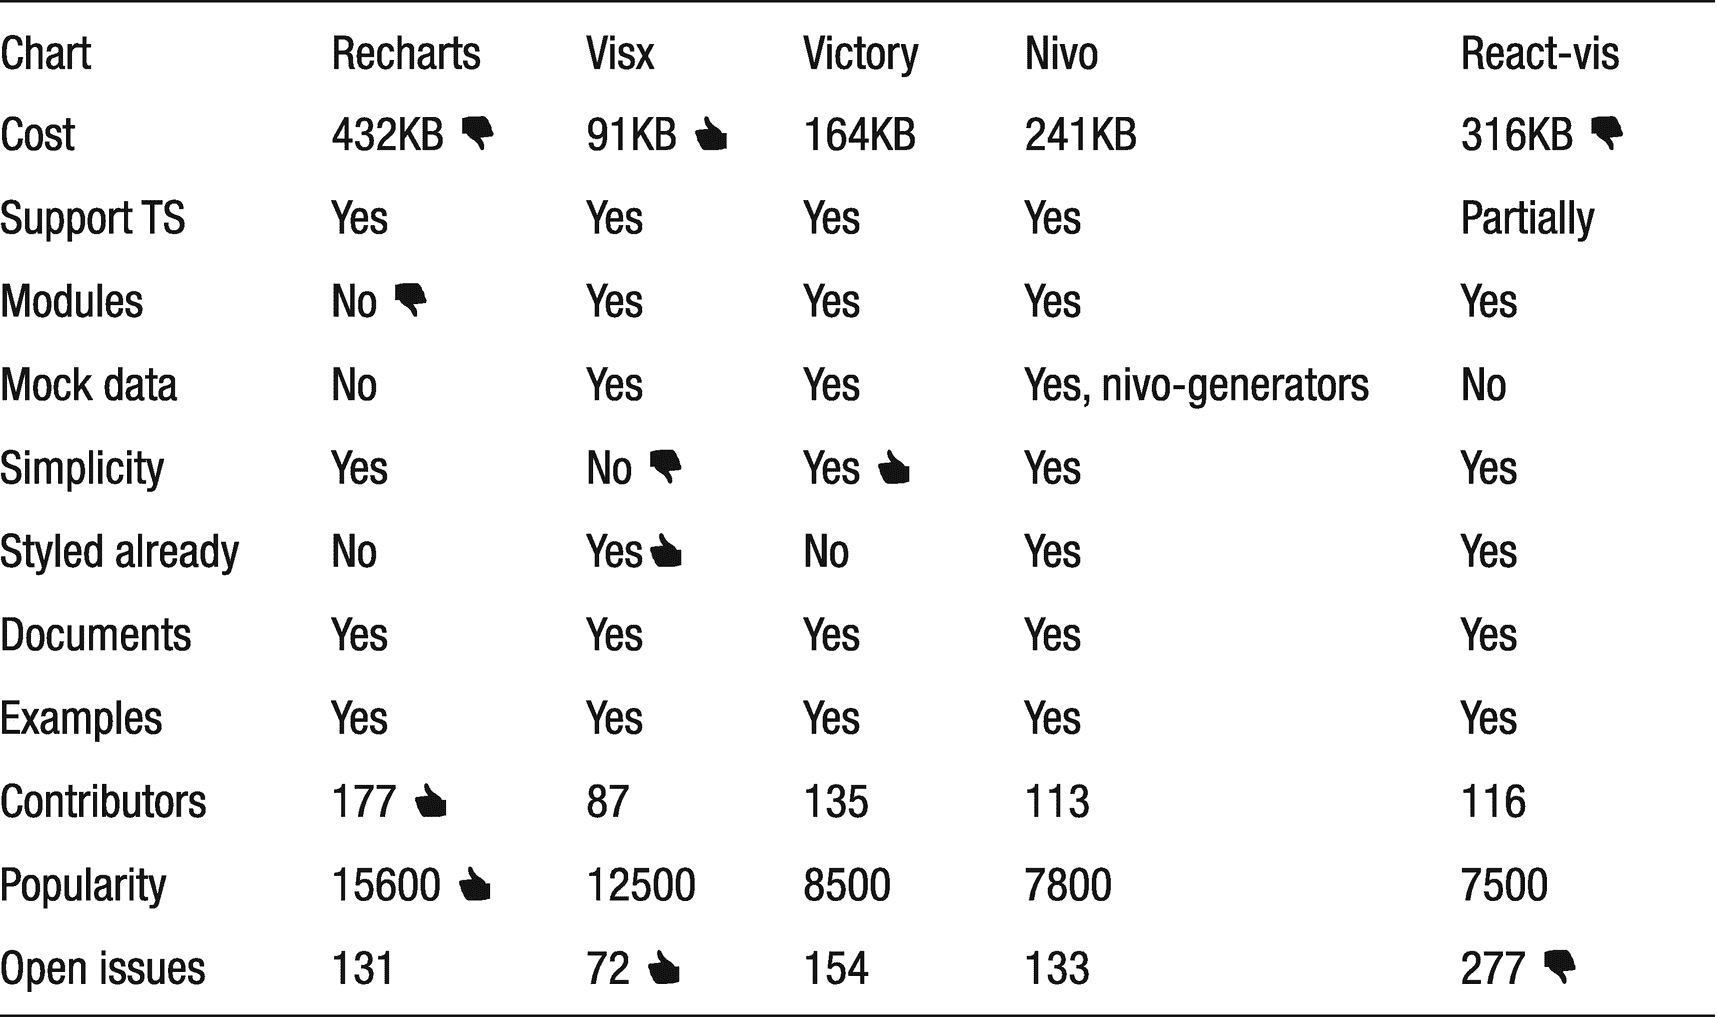 Chart Recharts Visx Victory Nivo React-vis
Cost 432KB 👎 91KB 👍 164KB 241KB 316KB 👎
Support TS Yes Yes Yes Yes Partially
Modules No 👎 Yes Yes Yes Yes
Mock data No Yes Yes Yes, nivo-generators No
Simplicity Yes No 👎 Yes 👍 Yes Yes
Styled already No Yes 👍 No Yes Yes
Documents Yes Yes Yes Yes Yes
Examples Yes Yes Yes Yes Yes
Contributors 177 👍 87 135 113 116
Popularity 15600 👍 12500 8500 7800 7500
Open issues 131 72 👍 154 133 277 👎